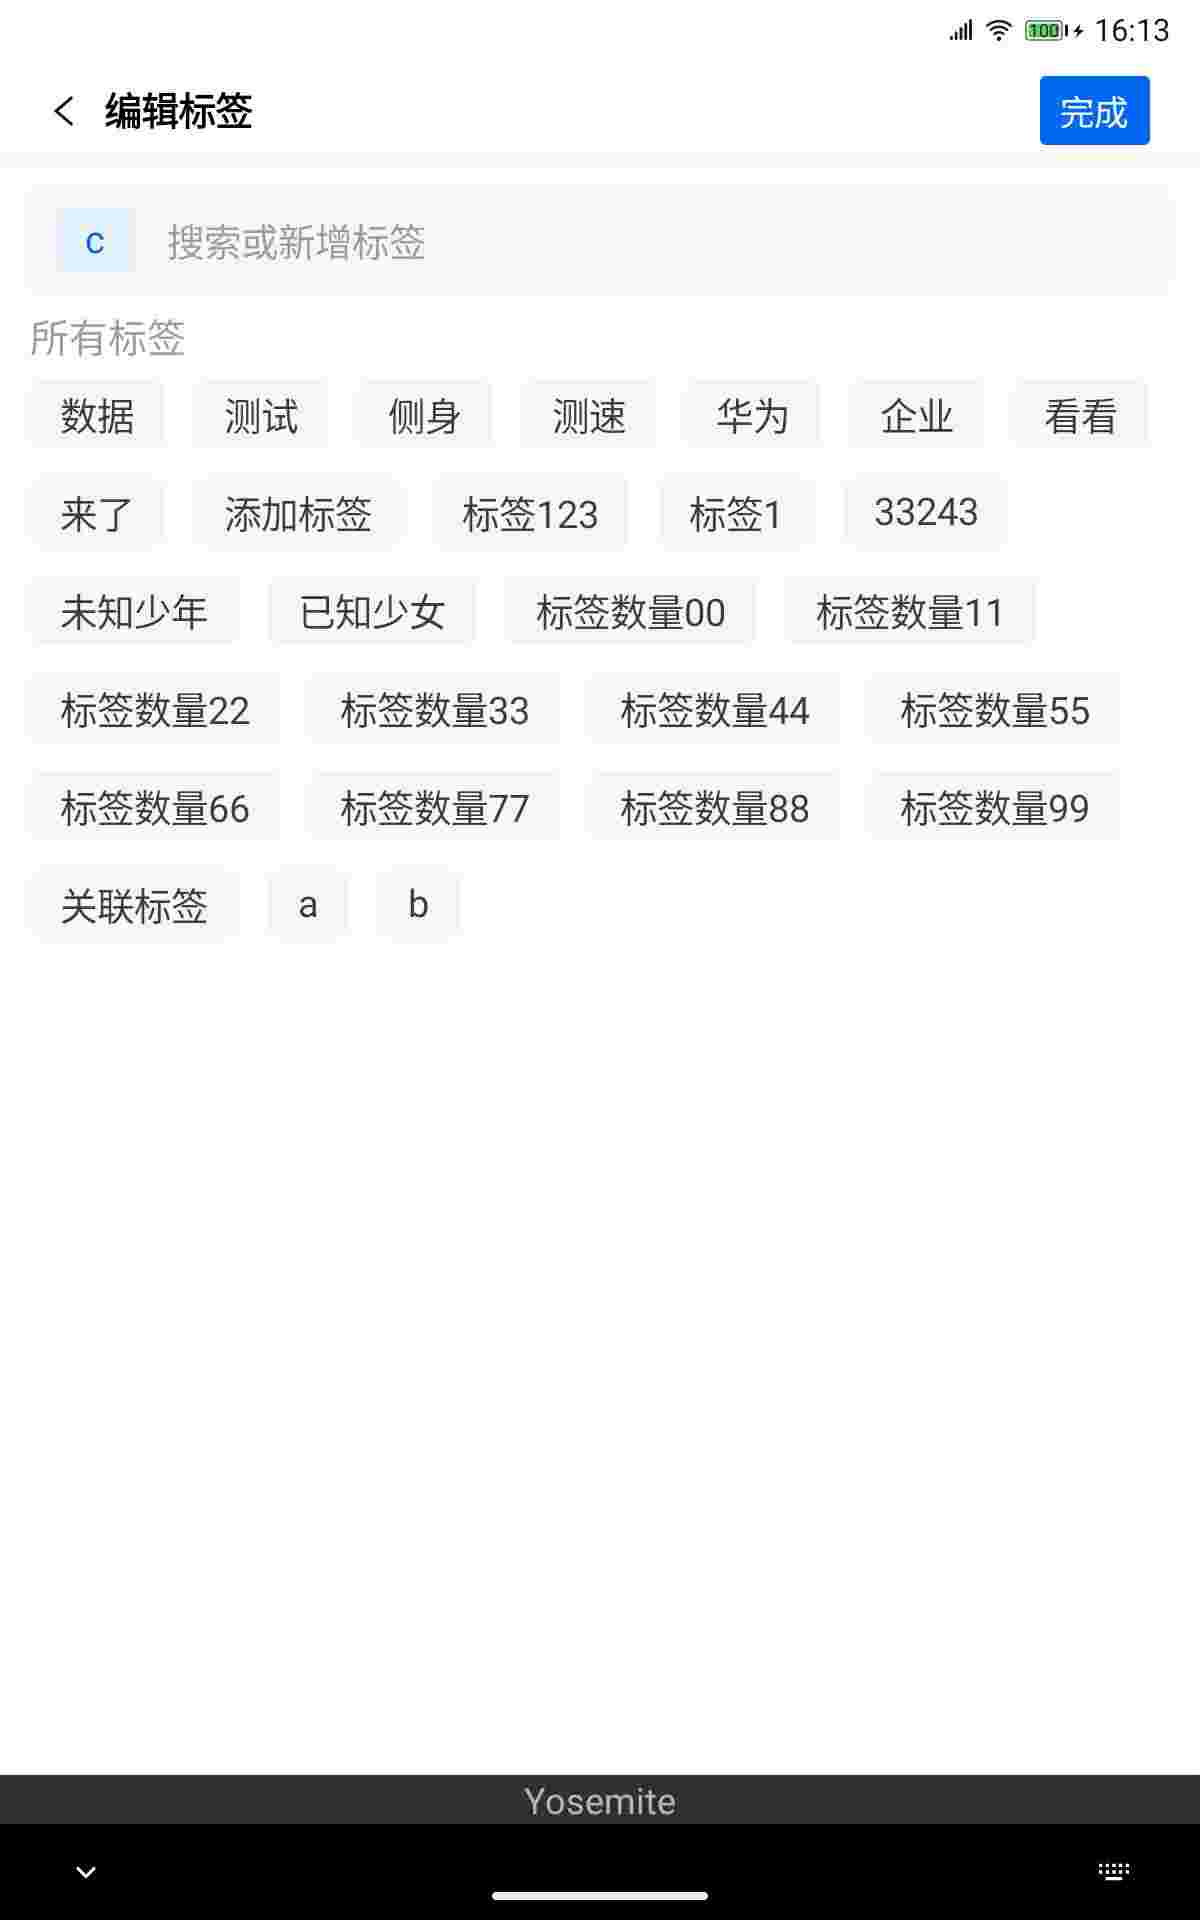 100 16:13
编辑标签 完成
c 搜索或新增标签
所有标签
数据 测试 侧身 测速 华为 企业 看看
来了 添加标签 标签123 标签1 33243
未知少年 已知少女 标签数量00 标签数量11
标签数量22 标签数量33 标签数量44 标签数量55
标签数量66 标签数量77 标签数量88 标签数量99
关联标签 a b
Yosemite